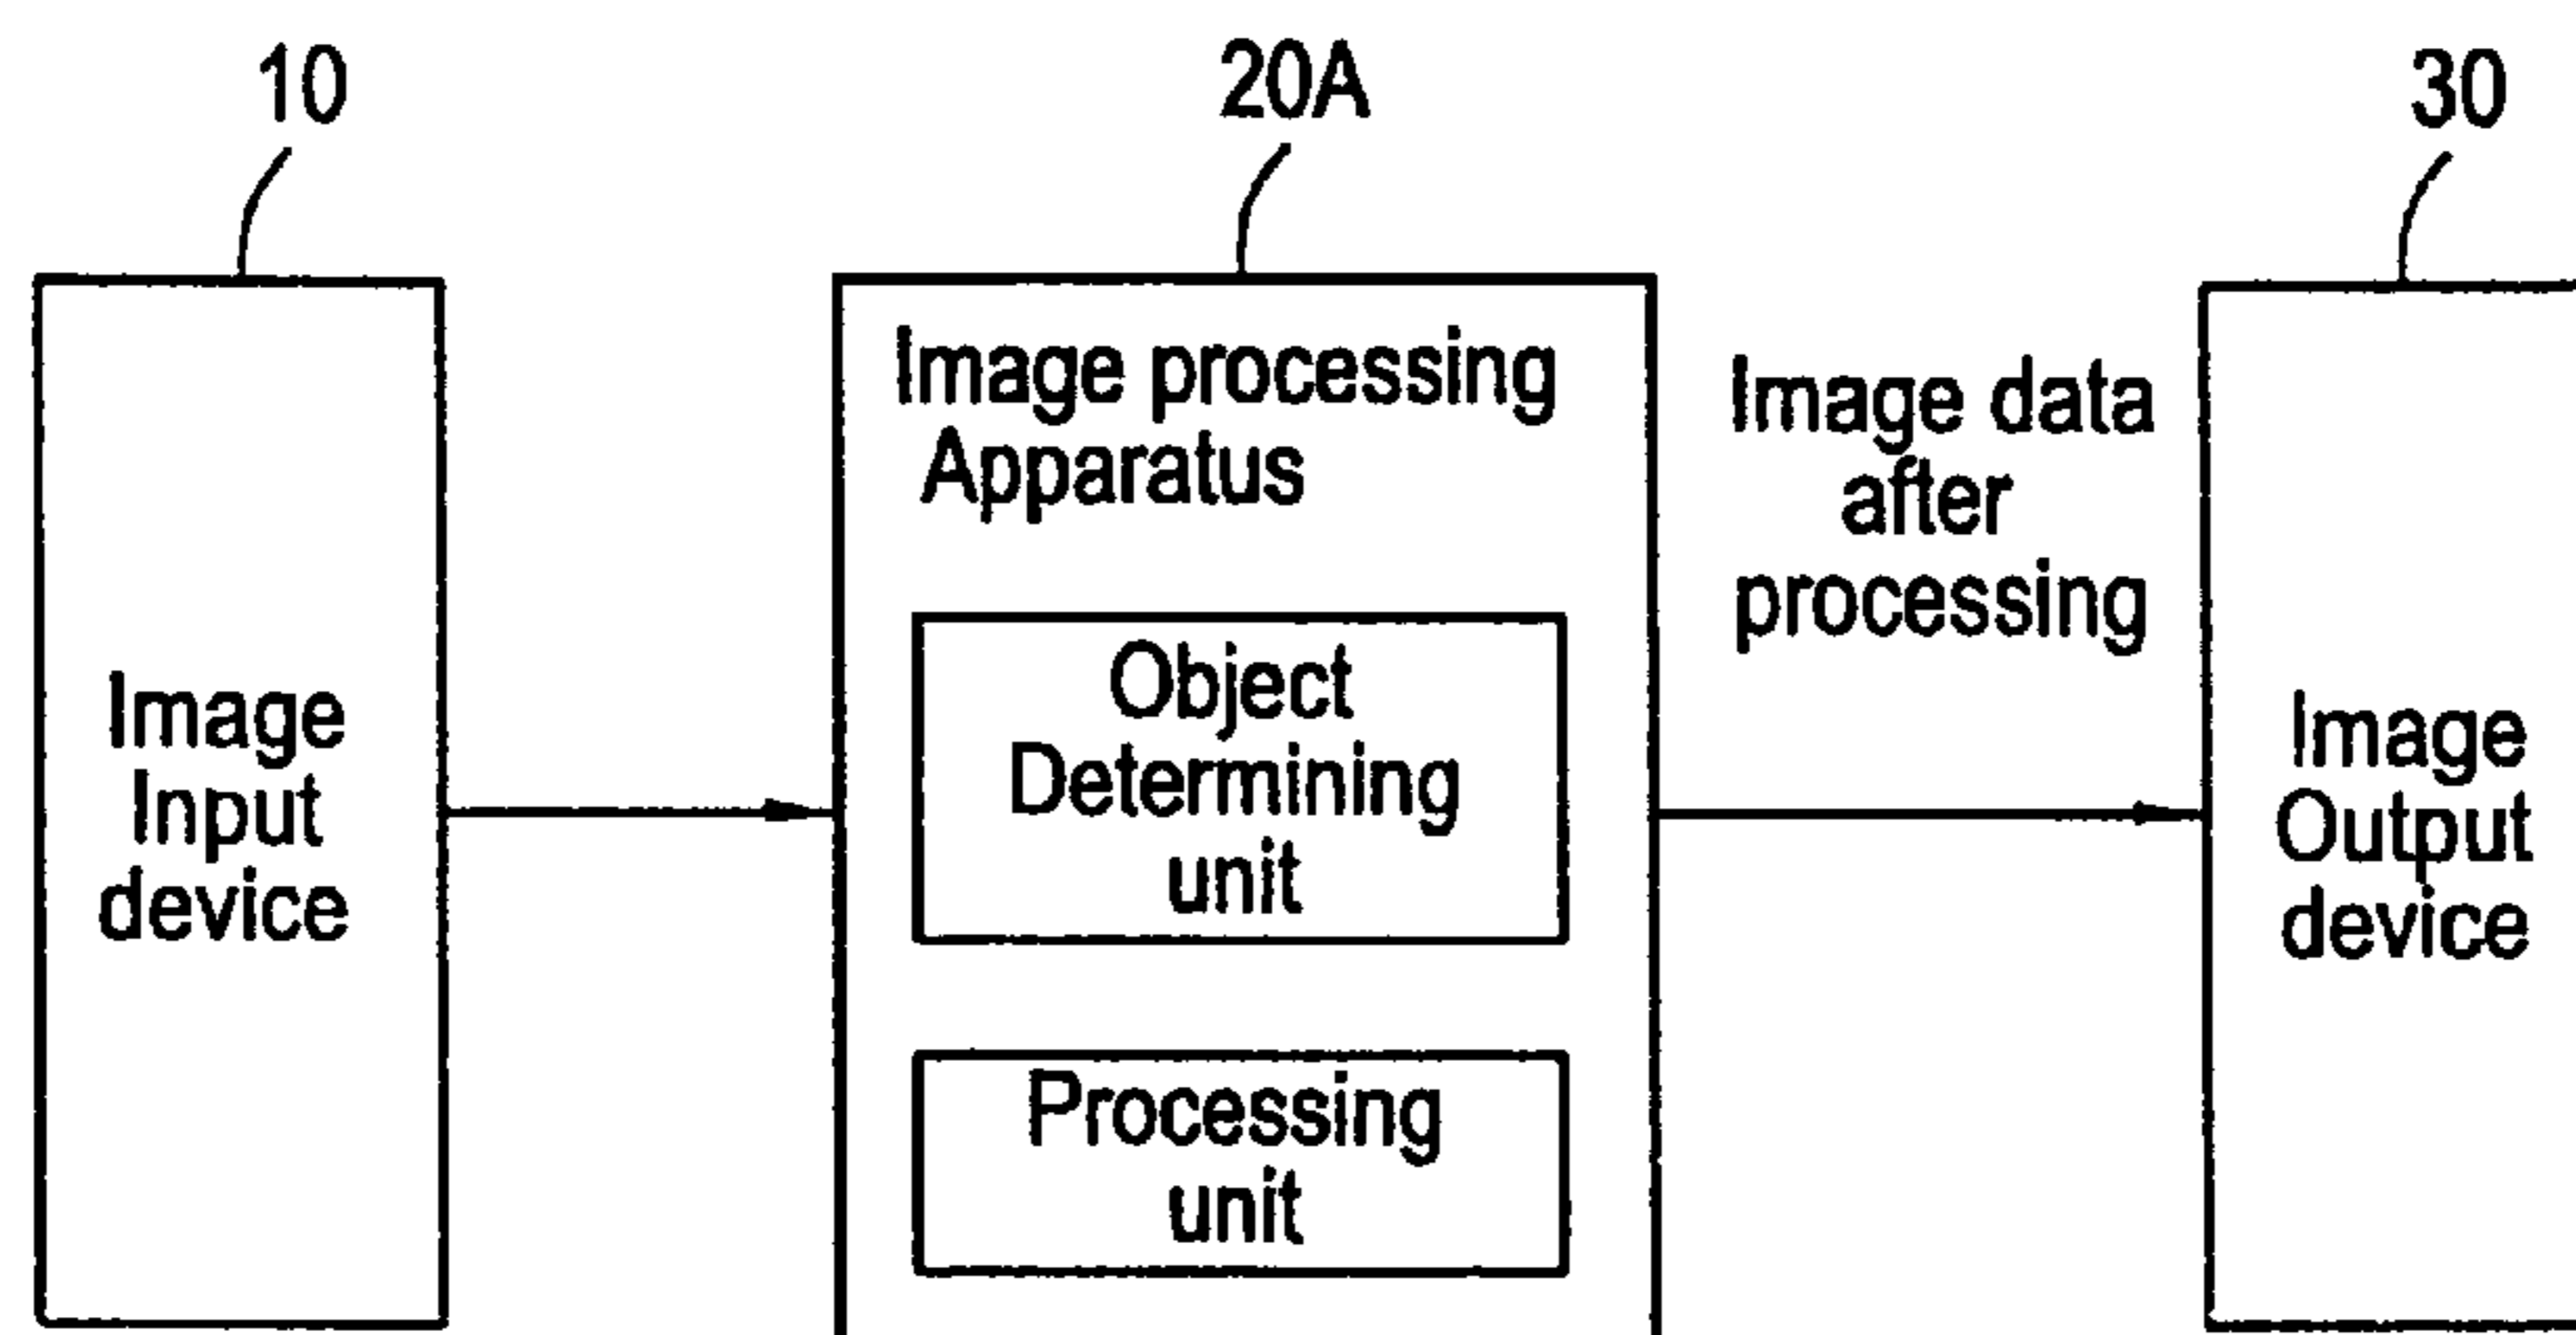 10
20A
30
Image processing
Apparatus
Image data
after
processing
Image
Input
device
Object
Determining
unit
Image
Output
device
Processing
unit